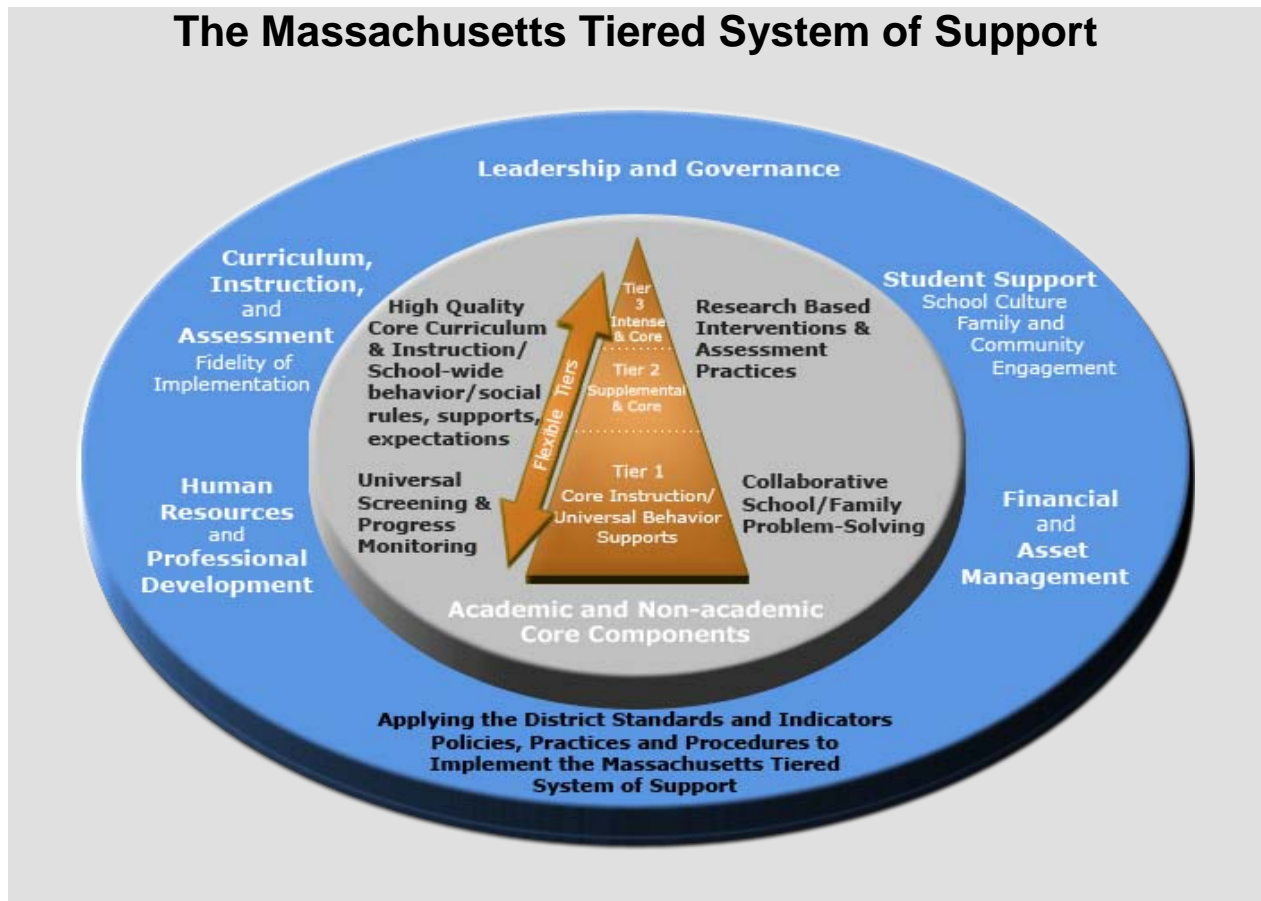 The Massachusetts Tiered System of Support
Leadership and Governance
Curriculum,
Instruction,
and
Assessment
Fidelity of
Implementation
Human
Resources
and
Professional
Development
High Quality
Core Curriculum
& Instruction/
School-wide
behavior/social
rules, supports,
expectations
Universal
Screening &
Progress
Monitoring
Flexible Tiers
Tier
3
Intense
& Core
Tier 2
Supplemental
& Core
Tier 1
Core Instruction/
Universal Behavior
Supports
Research Based
Interventions &
Assessment
Practices
Collaborative
School/Family
Problem-Solving
Student Support
School Culture
Family and
Community
Engagement
Financial
and
Asset
Management
Academic and Non-academic
Core Components
Applying the District Standards and Indicators
Policies, Practices and Procedures to
Implement the Massachusetts Tiered
System of Support